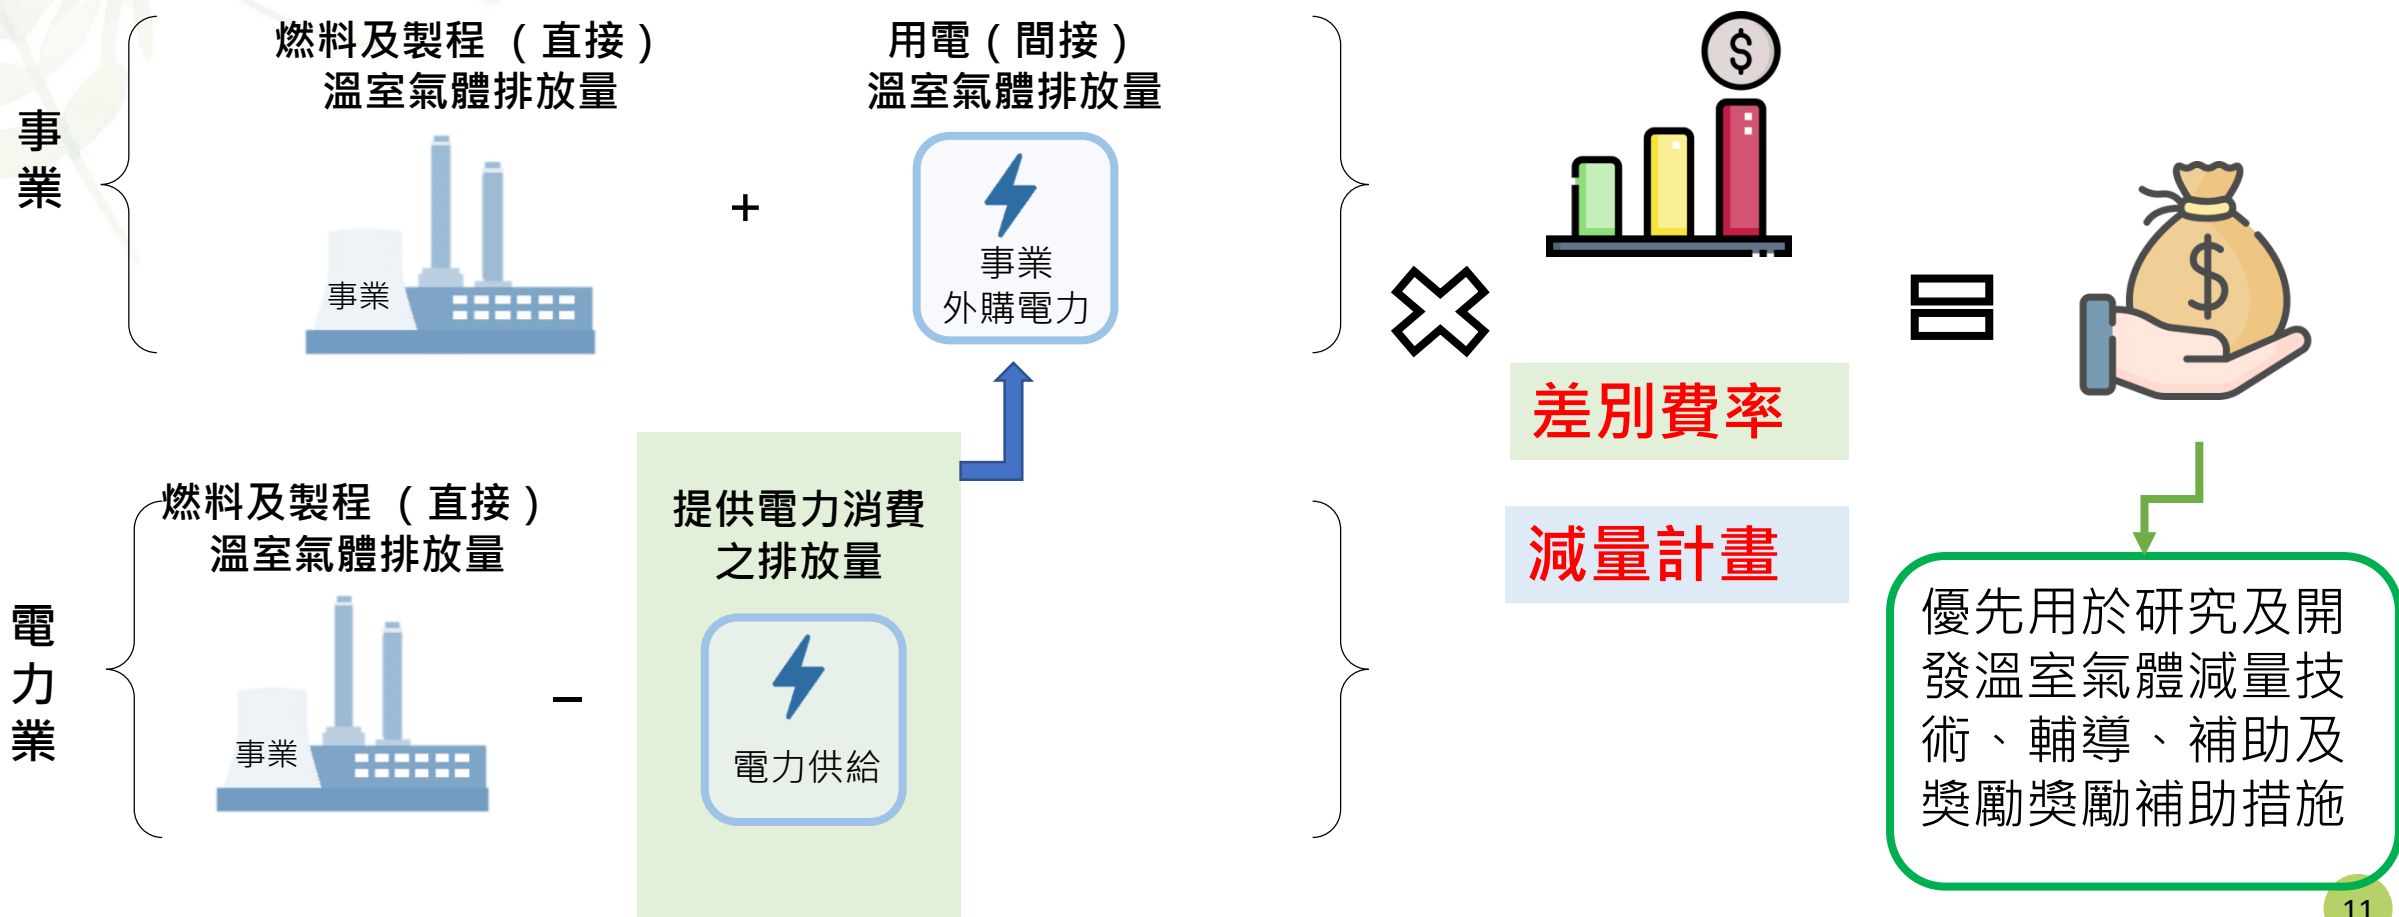 事
業
燃料及製程 （直接）
溫室氣體排放量
事業
+
用電（間接）
溫室氣體排放量
事業
外購電力
電
力
業
燃料及製程 （直接）
溫室氣體排放量
事業
−
提供電力消費
之排放量
電力供給
$
差別費率
減量計畫
$
優先用於研究及開
發溫室氣體減量技
術、輔導、補助及
獎勵獎勵補助措施
11